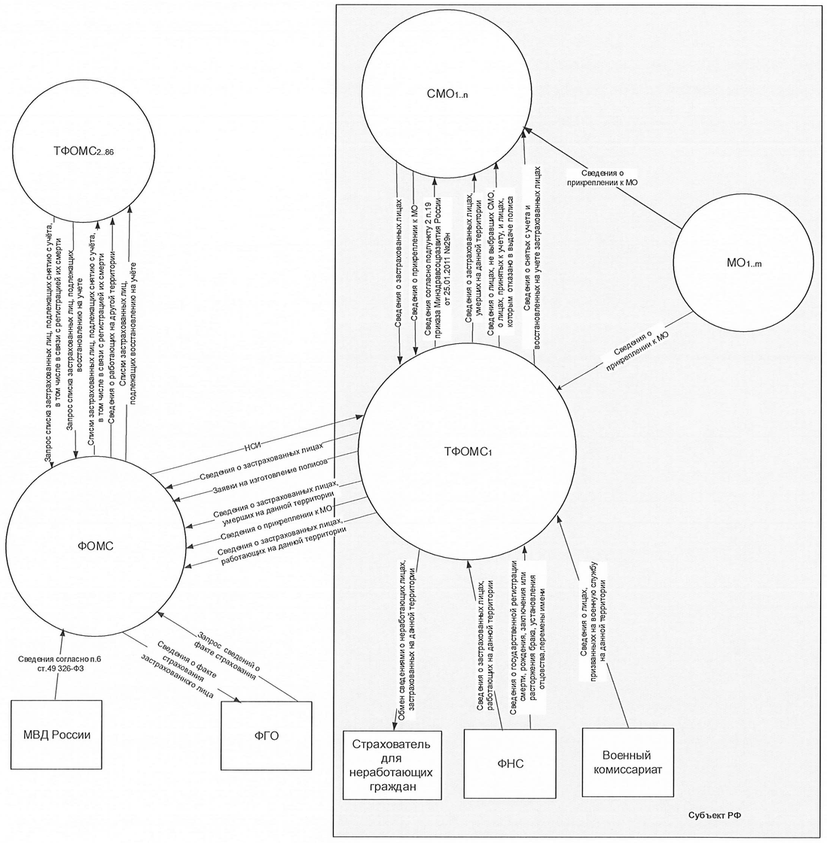 СМО1..n
ТФОМС2..86
Сведения о
прикреплении к МО
МО1..m
Запрос списка застрахованных лиц, подлежащих снятию с учёта,
в том числе в связи с регистрацией их смерти
Запрос списка застрахованных лиц, подлежащих
восстановлению на учете
Списки застрахованных лиц, подлежащих снятию с учёта,
в том числе в связи с регистрацией их смерти
Сведения о работающих на другой территории
Списки застрахованных лиц,
подлежащих восстановлению на учёте
Сведения о застрахованных лицах
Сведения о прикреплении к МО
Сведения согласно подпункту 2 п.19
приказа Минздравсоцразвития России
от 25.01.2011 №29н
Сведения о застрахованных лицах,
умерших на данной территории
Сведения о лицах, не выбравших СМО,
о лицах, принятых к учету, и лицах,
которым отказано в выдаче полиса
Сведения о снятых с учета и
восстановленных на учете застрахованных лицах
Сведения о
прикреплении к МО
ТФОМС1
НСИ
Сведения о застрахованных лицах
Заявки на изготовление полисов
Сведения о застрахованных лицах,
умерших на данной территории
Сведения о прикреплении к МО
Сведения о застрахованных лицах,
работающих на данной территории
ФОМС
Сведения согласно п.6
ст.49 326-ФЗ
Сведения о факте
страхования
застрахованного лица
Запрос сведений о
факте страхования
МВД России
ФГО
Обмен сведениями о неработающих лицах,
застрахованных на данной территории
Сведения о застрахованных лицах,
работающих на данной территории
Сведения о государственной регистрации
смерти, рождения, заключения или
расторжения брака, установления
отцовства,перемены имени
Сведения о лицах,
призванныхх на военную службу
на данной территории
Страхователь
для
неработающих
граждан
ФНС
Военный
комиссариат
Субъект РФ